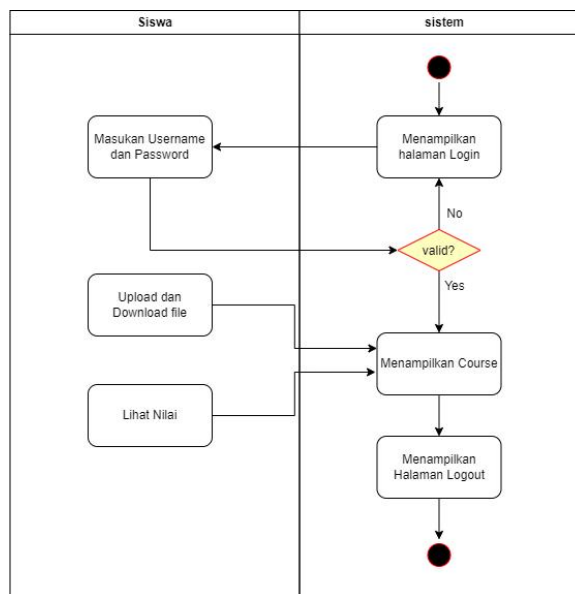 Siswa
sistem
Menampilkan
halaman Login
Masukan Username
dan Password
No
valid?
Yes
Upload dan
Download file
Menampilkan Course
Lihat Nilai
Menampilkan
Halaman Logout